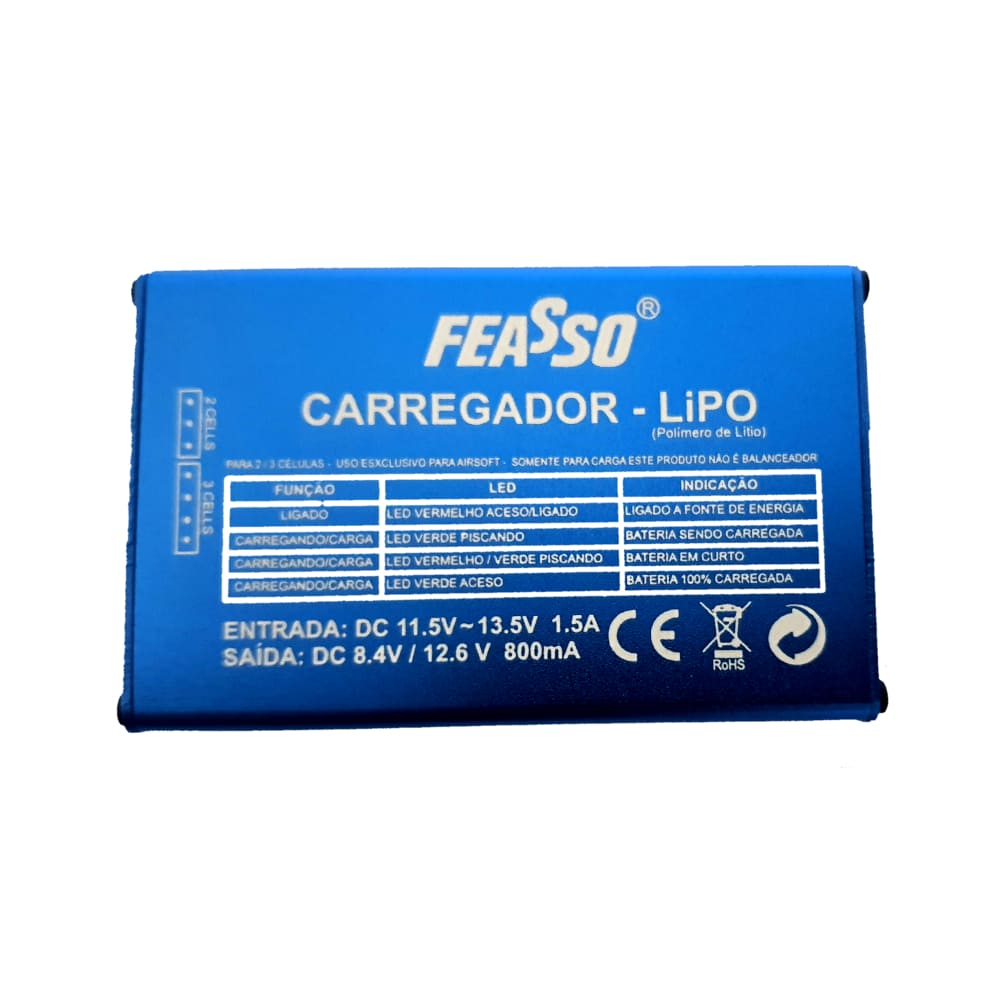 FEASSO®
CARREGADOR - LiPO
(Polímero de Lítio)
2 CELLS
3 CELLS
PARA 2 / 3 CÉLULAS - USO ESXCLUSIVO PARA AIRSOFT - SOMENTE PARA CARGA ESTE PRODUTO NÃO É BALANCEADOR
FUNÇÃO LED INDICAÇÃO
LIGADO LED VERMELHO ACESO/LIGADO LIGADO A FONTE DE ENERGIA
CARREGANDO/CARGA LED VERDE PISCANDO BATERIA SENDO CARREGADA
CARREGANDO/CARGA LED VERMELHO / VERDE PISCANDO BATERIA EM CURTO
CARREGANDO/CARGA LED VERDE ACESO BATERIA 100% CARREGADA
ENTRADA: DC 11.5V~13.5V 1.5A
SAÍDA: DC 8.4V / 12.6 V 800mA
CE
RoHS